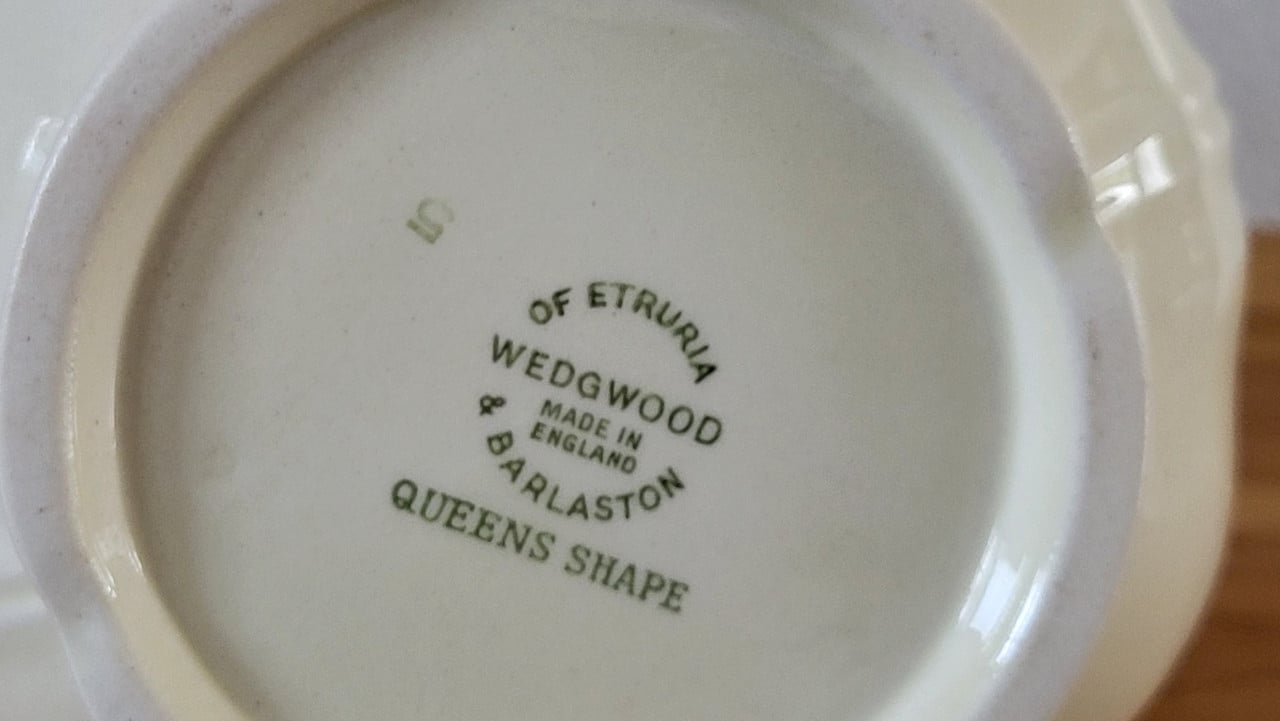 OF ETRURIA
WEDGWOOD
MADE IN
ENGLAND
& BARLASTON
QUEENS SHAPE